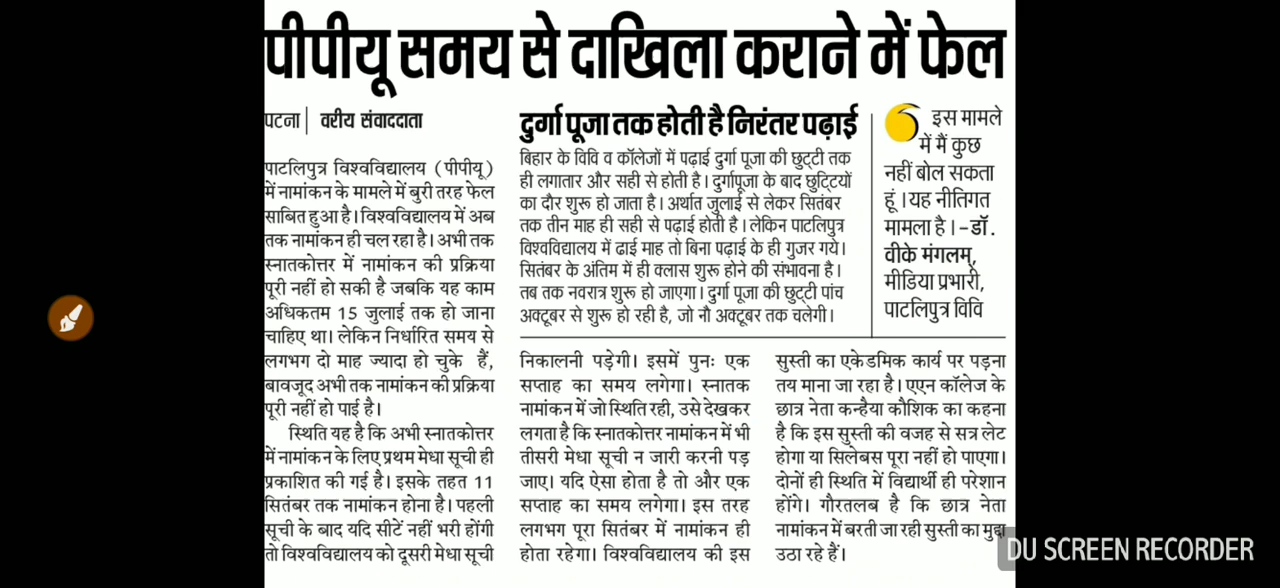 पीपीयू समय से दाखिला कराने में फेल
पटना | वरीय संवाददाता
पाटलिपुत्र विश्वविद्यालय (पीपीयू)
में नामांकन के मामले में बुरी तरह फेल
साबित हुआ है। विश्वविद्यालय में अब
तक नामांकन ही चल रहा है। अभी तक
स्नातकोत्तर में नामांकन की प्रक्रिया
पूरी नहीं हो सकी है जबकि यह काम
अधिकतम 15 जुलाई तक हो जाना
चाहिए था। लेकिन निर्धारित समय से
लगभग दो माह ज्यादा हो चुके हैं,
बावजूद अभी तक नामांकन की प्रक्रिया
पूरी नहीं हो पाई है।
स्थिति यह है कि अभी स्नातकोत्तर
में नामांकन के लिए प्रथम मेधा सूची ही
प्रकाशित की गई है। इसके तहत 11
सितंबर तक नामांकन होना है। पहली
सूची के बाद यदि सीटें नहीं भरी होंगी
तो विश्वविद्यालय को दूसरी मेधा सूची
दुर्गा पूजा तक होती है निरंतर पढ़ाई
बिहार के विवि व कॉलेजों में पढ़ाई दुर्गा पूजा की छुट्टी तक
ही लगातार और सही से होती है। दुर्गापूजा के बाद छुट्टियों
का दौर शुरू हो जाता है। अर्थात जुलाई से लेकर सितंबर
तक तीन माह ही सही से पढ़ाई होती है। लेकिन पाटलिपुत्र
विश्वविद्यालय में ढाई माह तो बिना पढ़ाई के ही गुजर गये।
सितंबर के अंतिम में ही क्लास शुरू होने की संभावना है।
तब तक नवरात्र शुरू हो जाएगा। दुर्गा पूजा की छुट्टी पांच
अक्टूबर से शुरू हो रही है, जो नौ अक्टूबर तक चलेगी।
इस मामले
में मैं कुछ
नहीं बोल सकता
हूं। यह नीतिगत
मामला है। -डॉ.
वीके मंगलम्,
मीडिया प्रभारी,
पाटलिपुत्र विवि
निकालनी पड़ेगी। इसमें पुनः एक
सप्ताह का समय लगेगा। स्नातक
नामांकन में जो स्थिति रही, उसे देखकर
लगता है कि स्नातकोत्तर नामांकन में भी
तीसरी मेधा सूची न जारी करनी पड़
जाए। यदि ऐसा होता है तो और एक
सप्ताह का समय लगेगा। इस तरह
लगभग पूरा सितंबर में नामांकन ही
होता रहेगा। विश्वविद्यालय की इस
सुस्ती का एकेडमिक कार्य पर पड़ना
तय माना जा रहा है। एएन कॉलेज के
छात्र नेता कन्हैया कौशिक का कहना
है कि इस सुस्ती की वजह से सत्र लेट
होगा या सिलेबस पूरा नहीं हो पाएगा।
दोनों ही स्थिति में विद्यार्थी ही परेशान
होंगे। गौरतलब है कि छात्र नेता
नामांकन में बरती जा रही सुस्ती का मुद्दा
उठा रहे हैं।
DU SCREEN RECORDER